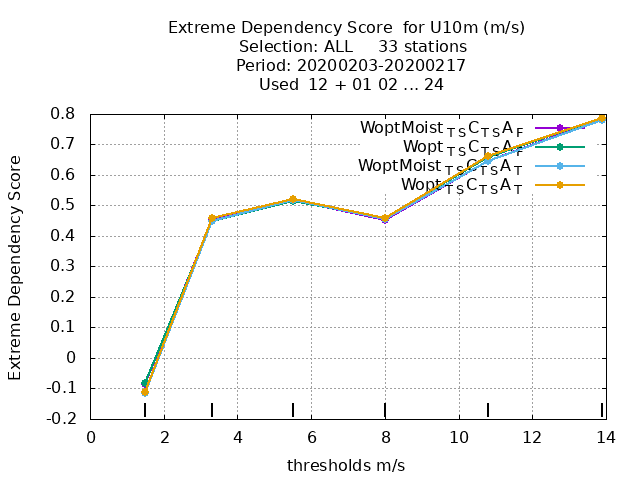 Extreme Dependency Score for U10m (m/s)
Selection: ALL 33 stations
Period: 20200203-20200217
Used 12 + 01 02 ... 24
Extreme Dependency Score
0.8
0.7
0.6
0.5
0.4
0.3
0.2
0.1
0
-0.1
-0.2
WoptMoist TS C TS A F
Wopt TS C TS A F
WoptMoist TS C TS A T
Wopt TS C TS A T
0 2 4 6 8 10 12 14
thresholds m/s